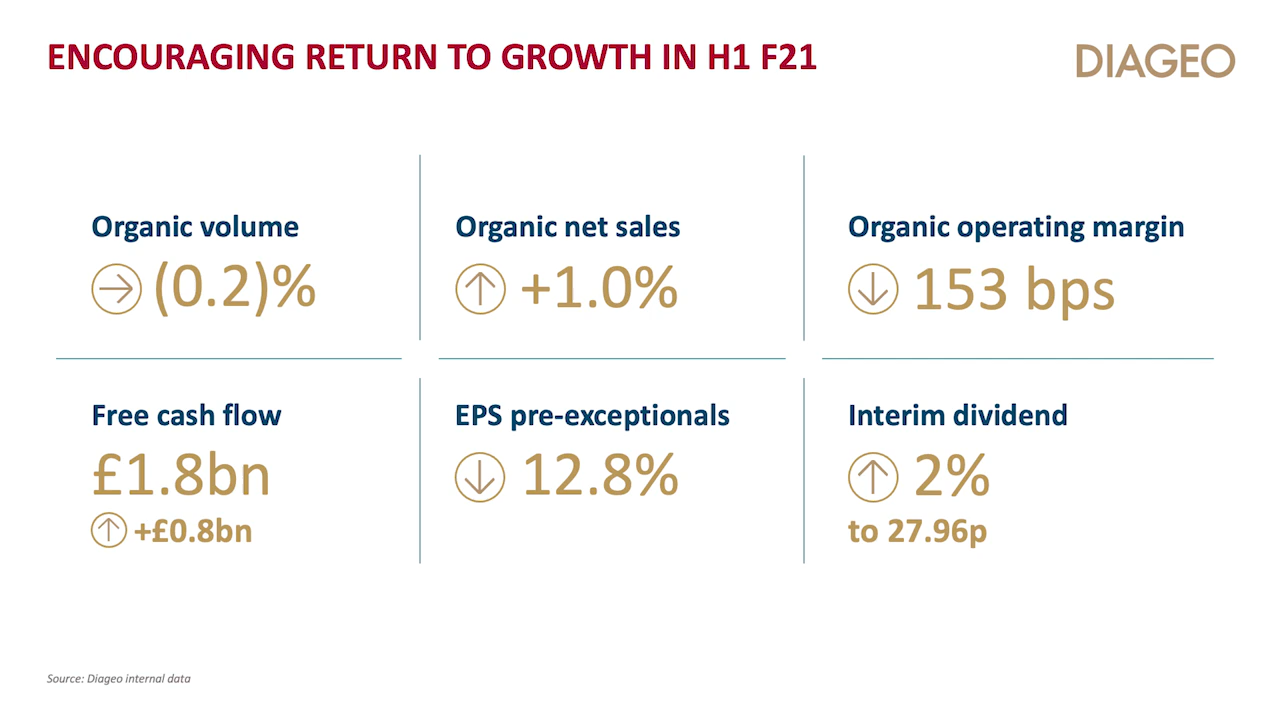 ENCOURAGING RETURN TO GROWTH IN H1 F21
DIAGEO
Organic volume
(0.2)%
Organic net sales
+1.0%
Organic operating margin
153 bps
Free cash flow
£1.8bn
+£0.8bn
EPS pre-exceptionals
12.8%
Interim dividend
2%
to 27.96p
Source: Diageo internal data